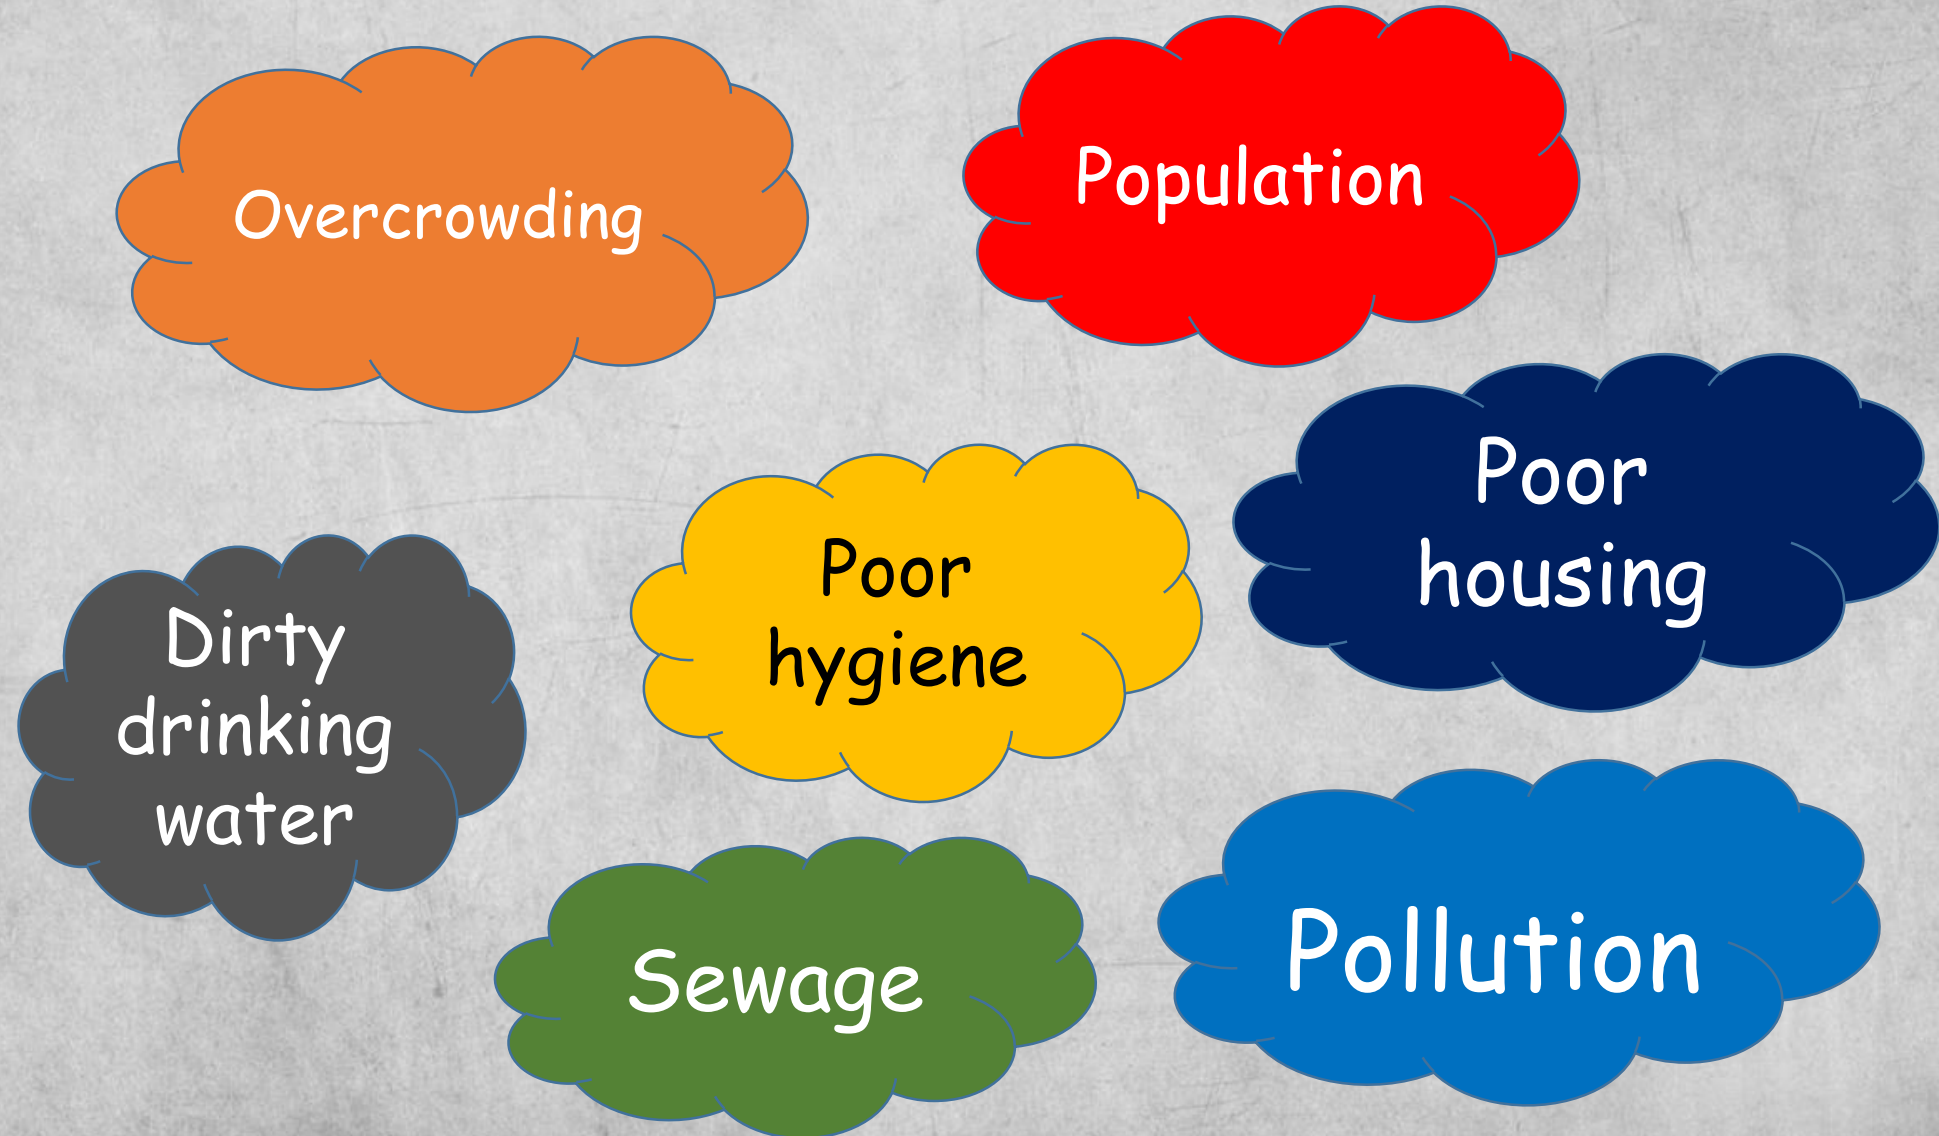 Overcrowding
Population
Poor
housing
Poor
hygiene
Dirty
drinking
water
Sewage
Pollution